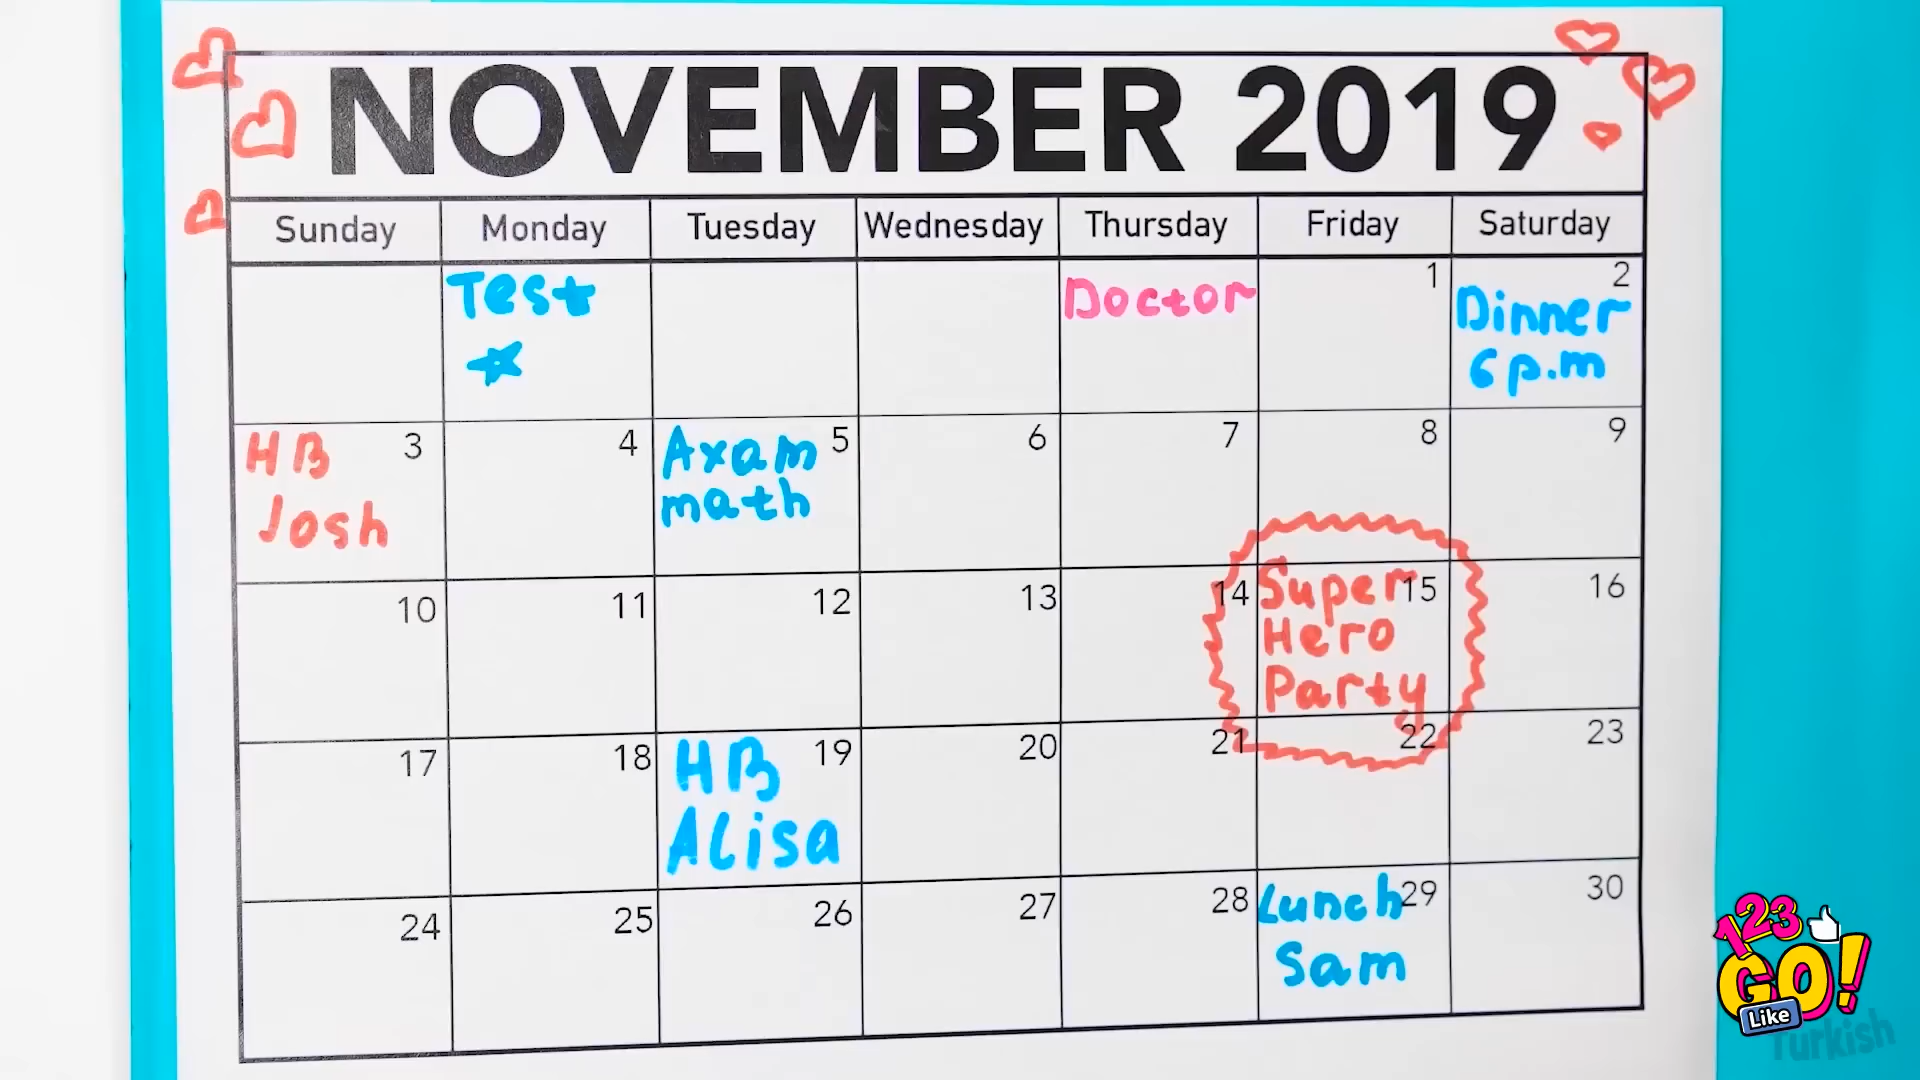 NOVEMBER 2019
Sunday Monday Tuesday Wednesday Thursday Friday Saturday
Test
Doctor
1
2
Dinner
6 p.m
HB 3
Josh
4
Axam 5
math
6
7
8
9
10
11
12
13
14
Super 15
Hero
Party
16
17
18
HB 19
ALisa
20
21
22
23
24
25
26
27
28
Lunch 29
Sam
30
123
GO!
Like
Turkish